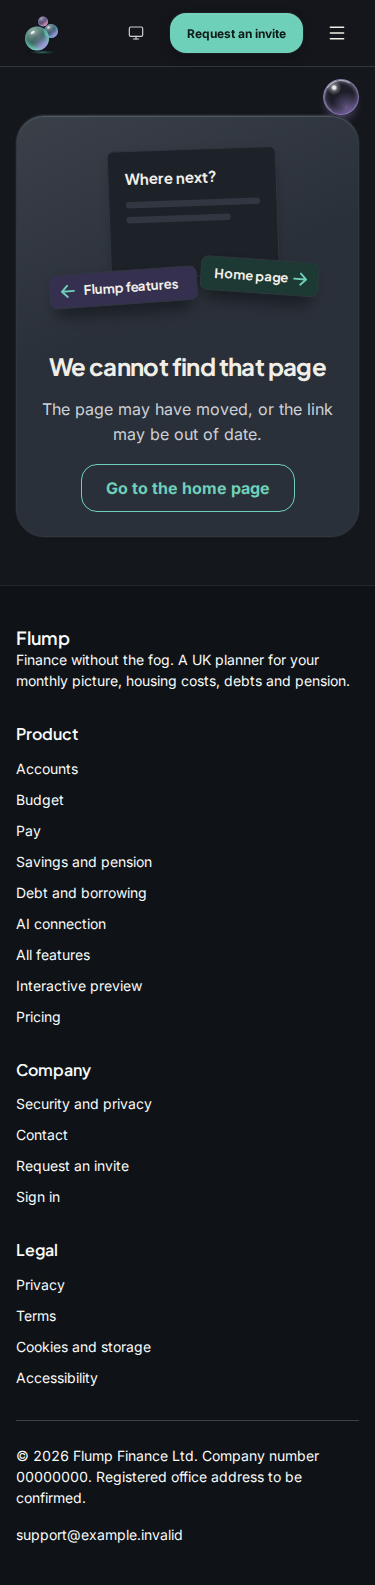 Request an invite
Where next?
Flump features
Home page
We cannot find that page
The page may have moved, or the link
may be out of date.
Go to the home page
Flump
Finance without the fog. A UK planner for your
monthly picture, housing costs, debts and pension.
Product
Accounts
Budget
Pay
Savings and pension
Debt and borrowing
AI connection
All features
Interactive preview
Pricing
Company
Security and privacy
Contact
Request an invite
Sign in
Legal
Privacy
Terms
Cookies and storage
Accessibility
© 2026 Flump Finance Ltd. Company number
00000000. Registered office address to be
confirmed.
support@example.invalid